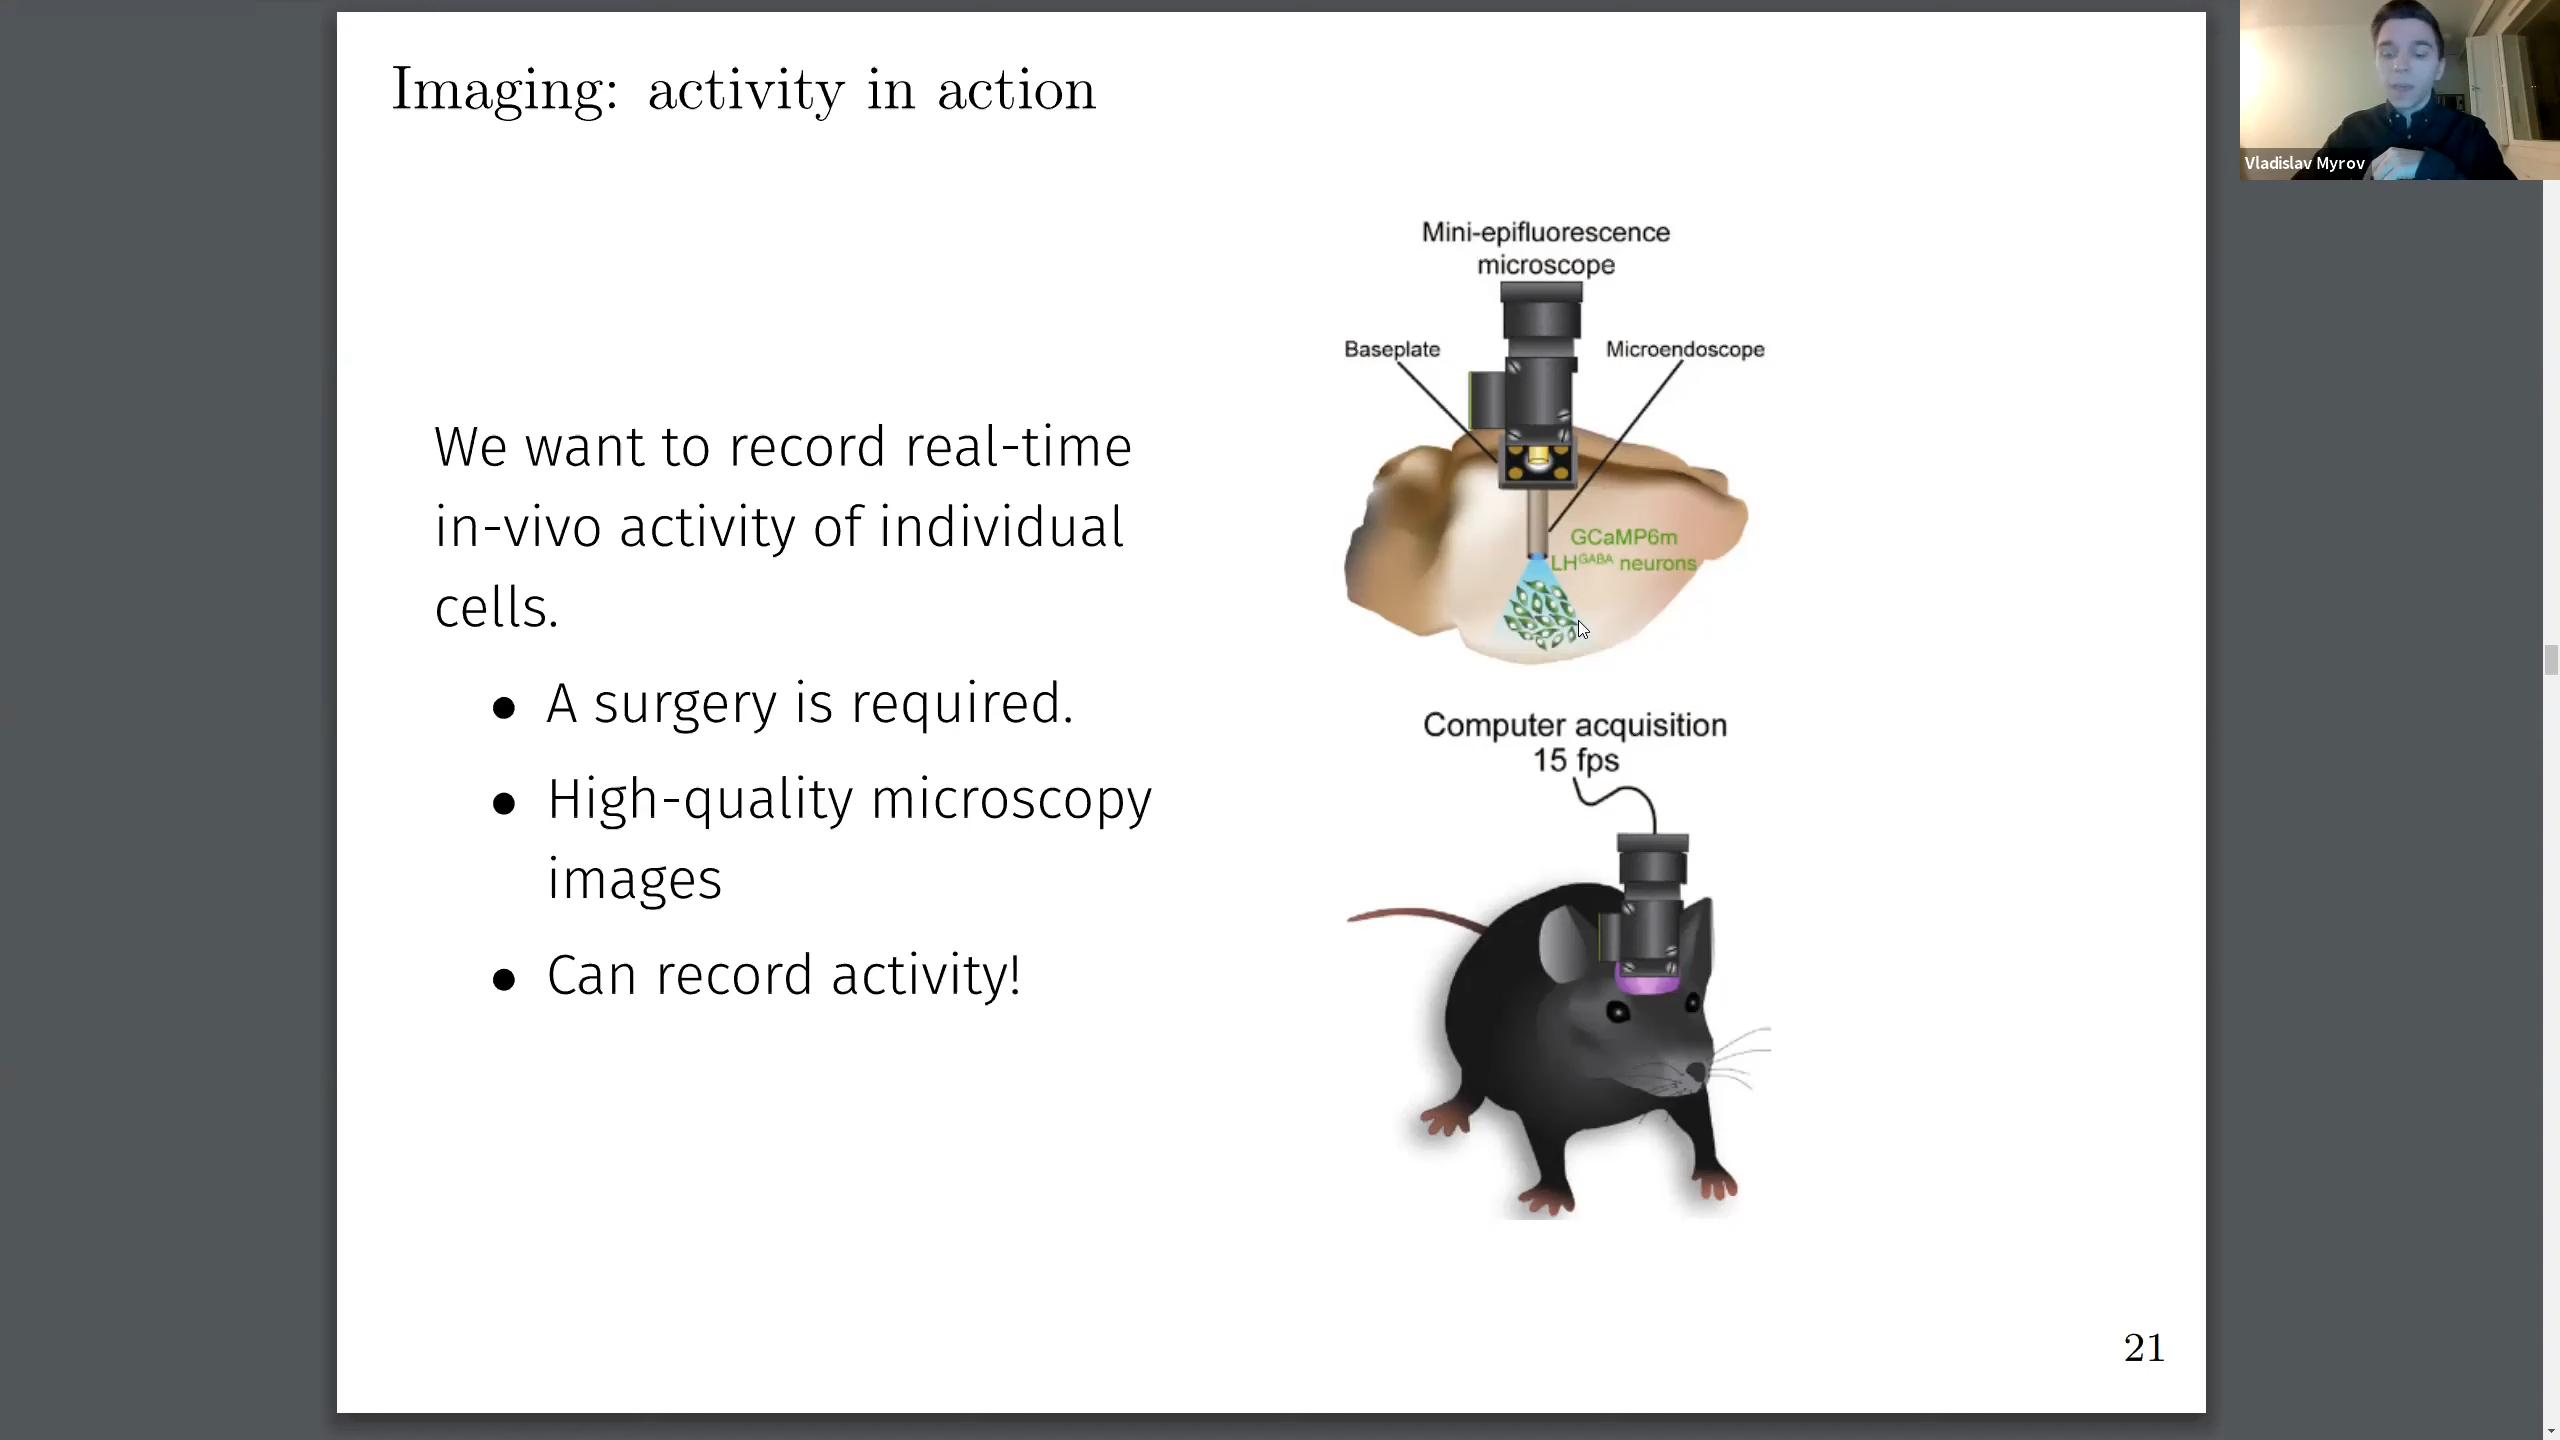 Imaging: activity in action
Vladislav Myrov
We want to record real-time
in-vivo activity of individual
cells.
• A surgery is required.
• High-quality microscopy
images
• Can record activity!
Mini-epifluorescence
microscope
Baseplate
Microendoscope
GCaMP6m
LHGABA neurons
Computer acquisition
15 fps
21